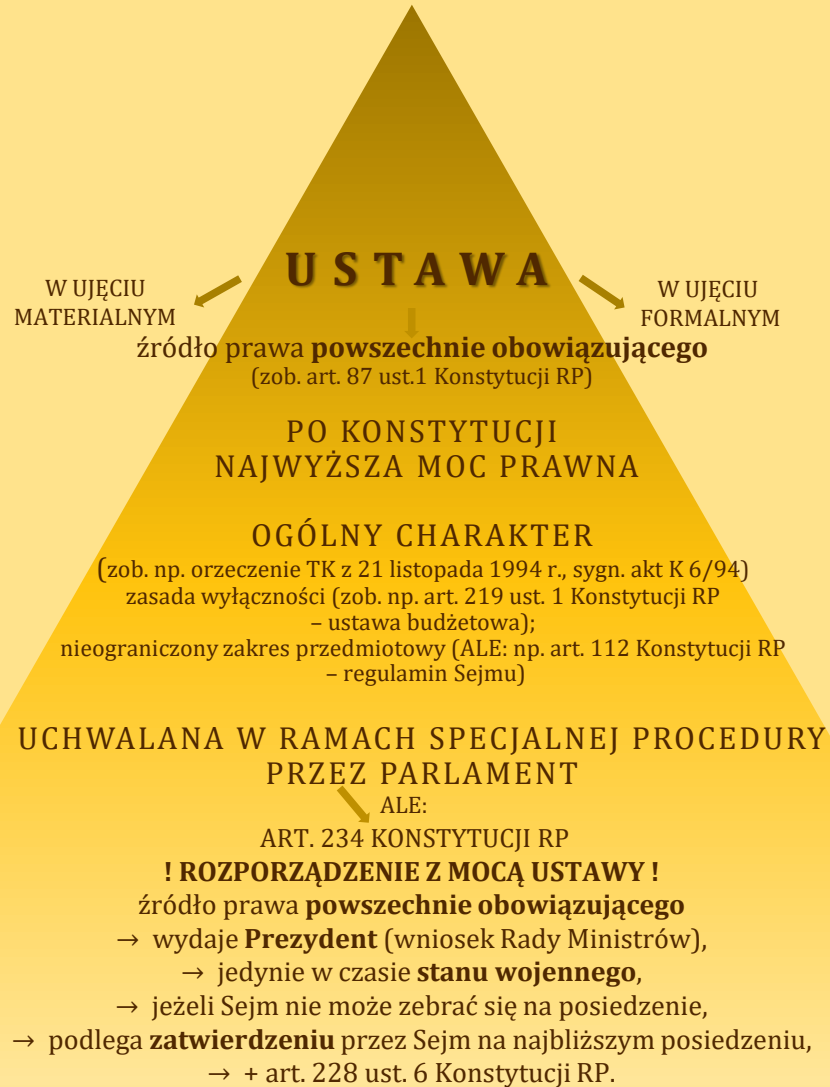 U S T A W A
W UJĘCIU
MATERIALNYM
W UJĘCIU
FORMALNYM
źródło prawa powszechnie obowiązującego
(zob. art. 87 ust.1 Konstytucji RP)
PO KONSTYTUCJI
NAJWYŻSZA MOC PRAWNA
OGÓLNY CHARAKTER
(zob. np. orzeczenie TK z 21 listopada 1994 r., sygn. akt K 6/94)
zasada wyłączności (zob. np. art. 219 ust. 1 Konstytucji RP
– ustawa budżetowa);
nieograniczony zakres przedmiotowy (ALE: np. art. 112 Konstytucji RP
– regulamin Sejmu)
UCHWALANA W RAMACH SPECJALNEJ PROCEDURY
PRZEZ PARLAMENT
ALE:
ART. 234 KONSTYTUCJI RP
! ROZPORZĄDZENIE Z MOCĄ USTAWY !
źródło prawa powszechnie obowiązującego
→ wydaje Prezydent (wniosek Rady Ministrów),
→ jedynie w czasie stanu wojennego,
→ jeżeli Sejm nie może zebrać się na posiedzenie,
→ podlega zatwierdzeniu przez Sejm na najbliższym posiedzeniu,
→ + art. 228 ust. 6 Konstytucji RP.